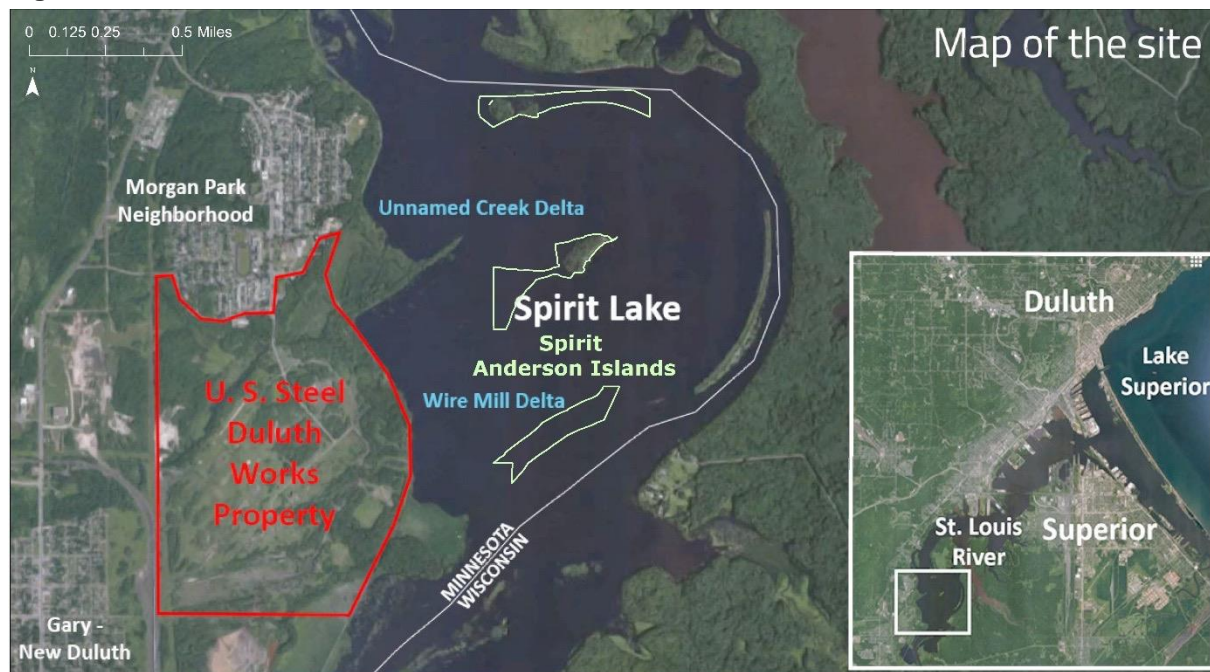 0 0.125 0.25 0.5 Miles
N
Map of the site
Morgan Park
Neighborhood
Unnamed Creek Delta
Spirit Lake
Spirit
Anderson Islands
Wire Mill Delta
U. S. Steel
Duluth
Works
Property
MINNESOTA
WISCONSIN
Gary -
New Duluth
Duluth
Lake
Superior
St. Louis
River
Superior